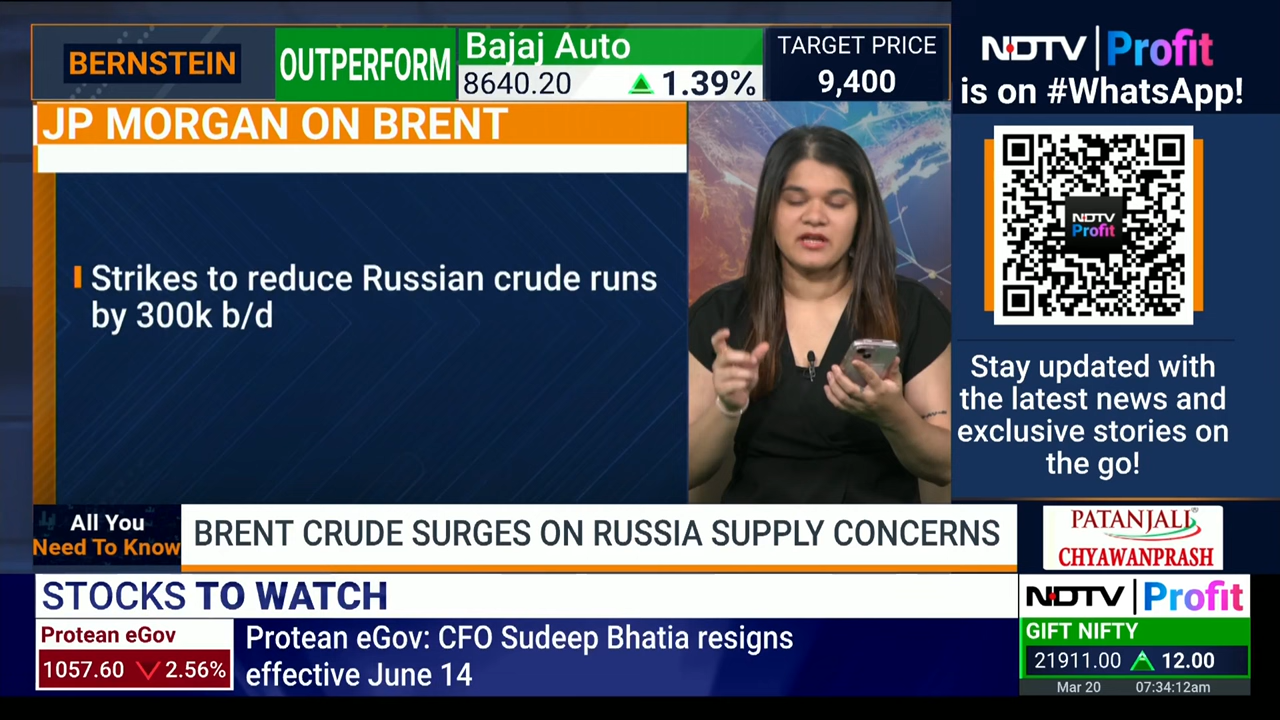 BERNSTEIN
OUTPERFORM
Bajaj Auto
8640.20 ▲ 1.39%
TARGET PRICE
9,400
NDTV | Profit
is on #WhatsApp!
JP MORGAN ON BRENT
Strikes to reduce Russian crude runs
by 300k b/d
NDTV
Profit
Stay updated with
the latest news and
exclusive stories on
the go!
All You
Need To Know
BRENT CRUDE SURGES ON RUSSIA SUPPLY CONCERNS
PATANJALI
CHYAWANPRASH
STOCKS TO WATCH
Protean eGov
1057.60 2.56%
Protean eGov: CFO Sudeep Bhatia resigns
effective June 14
NDTV | Profit
GIFT NIFTY
21911.00 ▲ 12.00
Mar 20 07:34:12am